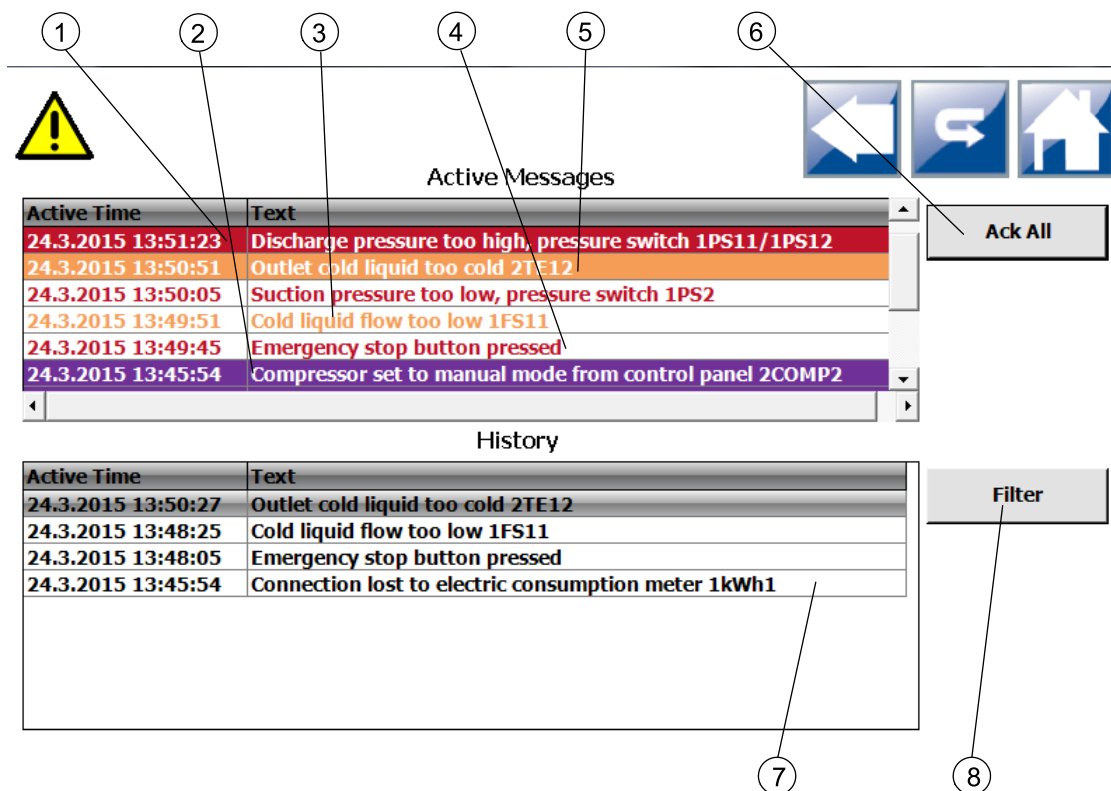 1 2 3 4 5 6
Active Messages
Active Time Text
24.3.2015 13:51:23 Discharge pressure too high, pressure switch 1PS11/1PS12
24.3.2015 13:50:51 Outlet cold liquid too cold 2TE12
24.3.2015 13:50:05 Suction pressure too low, pressure switch 1PS2
24.3.2015 13:49:51 Cold liquid flow too low 1FS11
24.3.2015 13:49:45 Emergency stop button pressed
24.3.2015 13:45:54 Compressor set to manual mode from control panel 2COMP2
Ack All
History
Active Time Text
24.3.2015 13:50:27 Outlet cold liquid too cold 2TE12
24.3.2015 13:48:25 Cold liquid flow too low 1FS11
24.3.2015 13:48:05 Emergency stop button pressed
24.3.2015 13:45:54 Connection lost to electric consumption meter 1kWh1
Filter
7 8